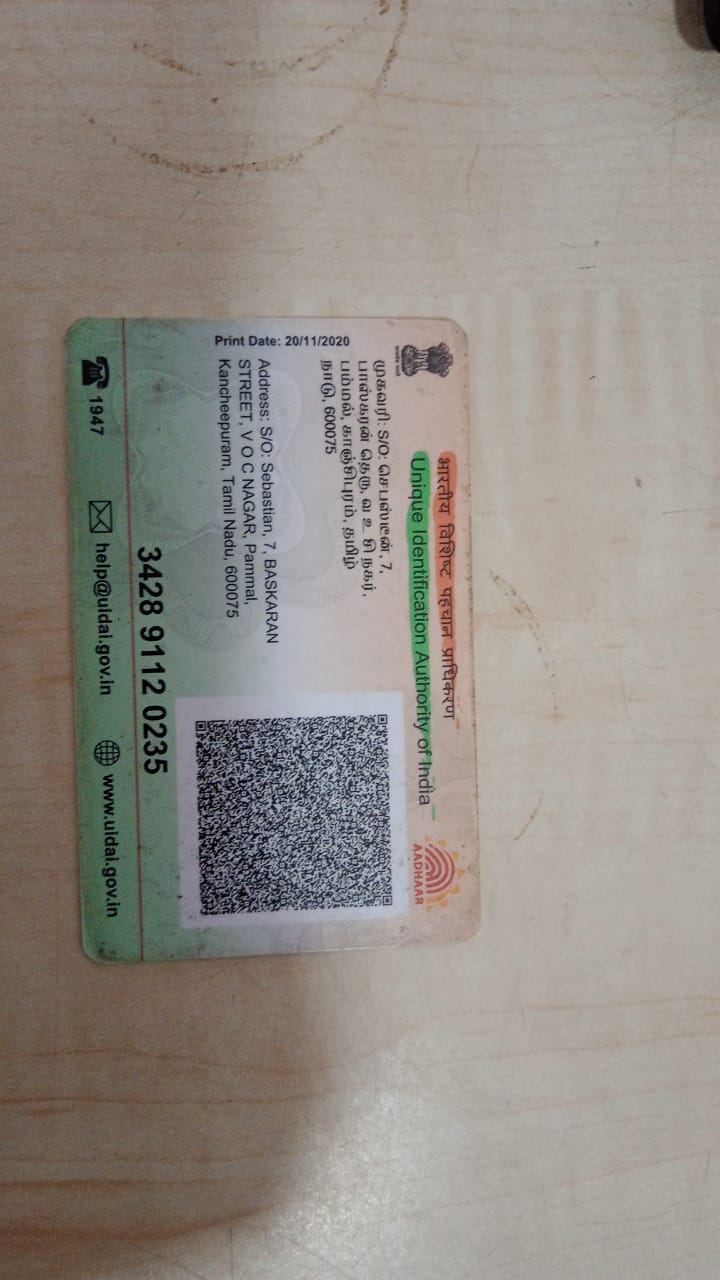 भारतीय विशिष्ट पहचान प्राधिकरण
Unique Identification Authority of India
AADHAAR
முகவரி: S/O: செபஸ்டீன் , 7,
பாஸ்கரன் தெரு, வ உ சி நகர்,
பம்மல், காஞ்சிபுரம், தமிழ்
நாடு, 600075
Print Date: 20/11/2020
Address: S/O: Sebastian, 7, BASKARAN
STREET, V O C NAGAR, Pammal,
Kancheepuram, Tamil Nadu, 600075
3428 9112 0235
1947 help@uidai.gov.in www.uidai.gov.in